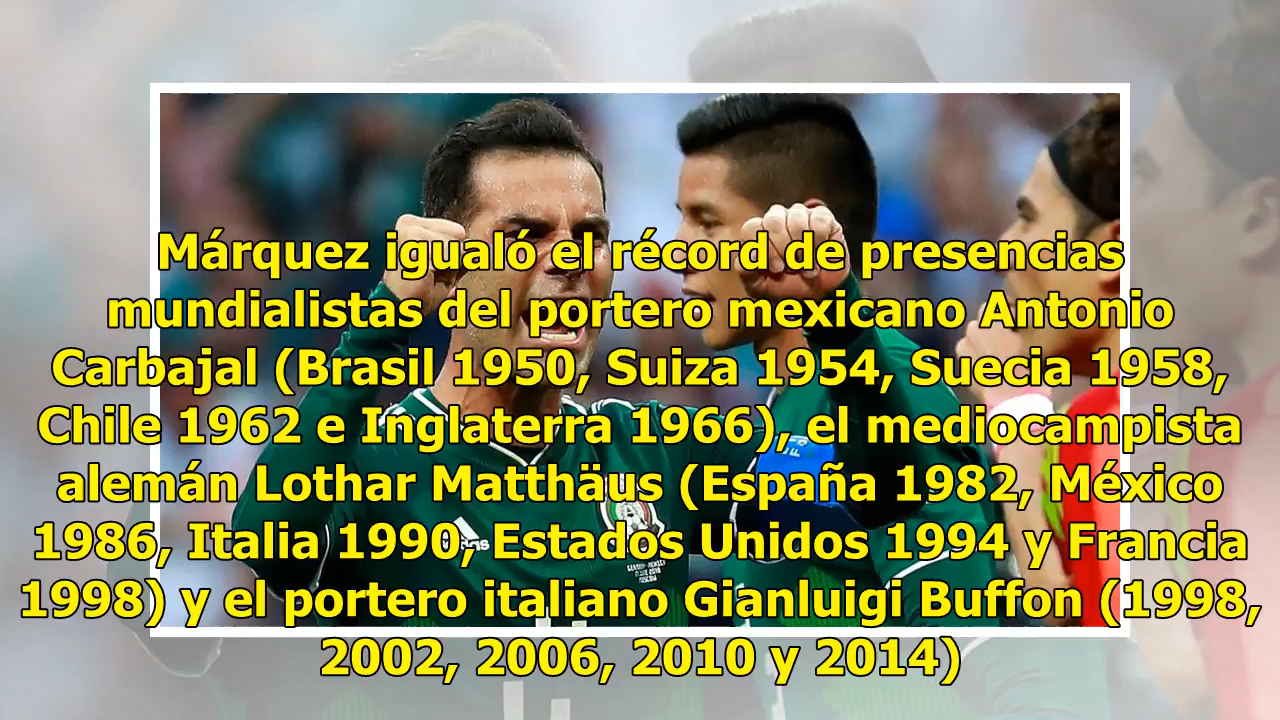 Márquez igualó el récord de presencias
mundialistas del portero mexicano Antonio
Carbajal (Brasil 1950, Suiza 1954, Suecia 1958,
Chile 1962 e Inglaterra 1966), el mediocampista
alemán Lothar Matthäus (España 1982, México
1986, Italia 1990, Estados Unidos 1994 y Francia
1998) y el portero italiano Gianluigi Buffon (1998,
2002, 2006, 2010 y 2014)